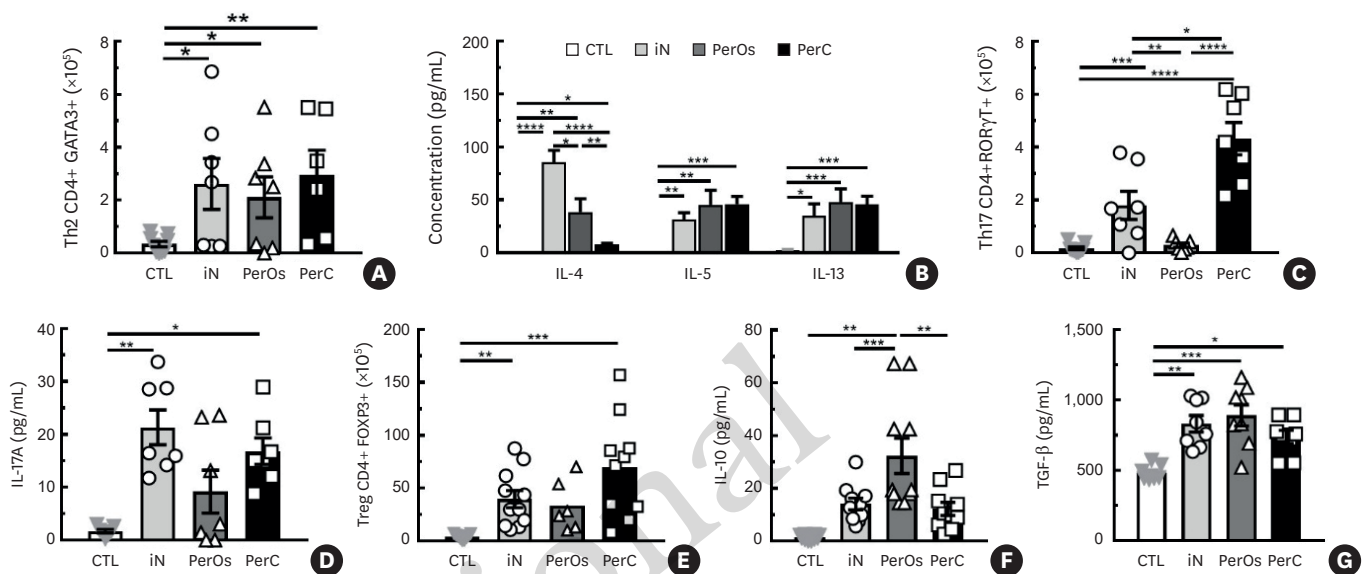 Th2 CD4+ GATA3+ (×10⁵)
8
6
4
2
0
**
*
*
CTL
iN
PerOs
PerC
A
Concentration (pg/mL)
200
150
100
50
0
CTL iN PerOs PerC
*
**
**** ****
* **
***
**
**
***
***
*
IL-4
IL-5
IL-13
B
Th17 CD4+RORγT+ (×10⁵)
8
6
4
2
0
*
** ****
***
****
CTL
iN
PerOs
PerC
C
IL-17A (pg/mL)
40
30
20
10
0
*
**
CTL
iN
PerOs
PerC
D
Treg CD4+ FOXP3+ (×10⁵)
200
150
100
50
0
***
**
CTL
iN
PerOs
PerC
E
IL-10 (pg/mL)
80
60
40
20
0
** **
***
CTL
iN
PerOs
PerC
F
TGF-β (pg/mL)
1,500
1,000
500
0
*
***
**
CTL
iN
PerOs
PerC
G